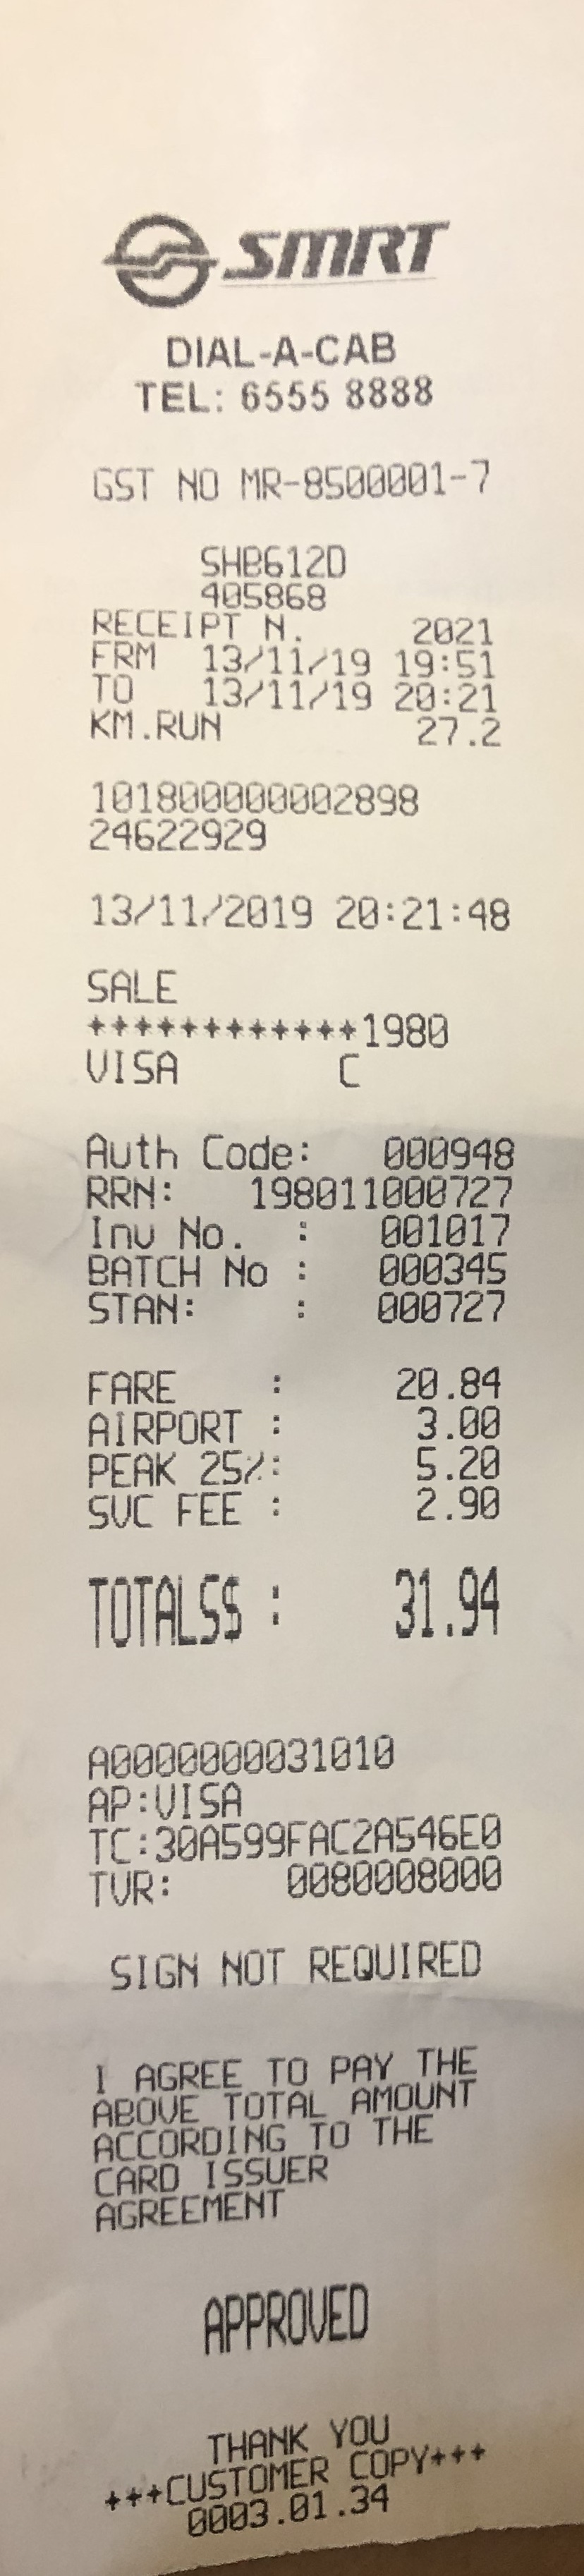 SMRT
DIAL-A-CAB
TEL: 6555 8888
GST NO MR-8500001-7
SHB612D
405868
RECEIPT N. 2021
FRM 13/11/19 19:51
TO 13/11/19 20:21
KM.RUN 27.2
101800000002898
24622929
13/11/2019 20:21:48
SALE
++++++++++++1980
VISA C
Auth Code: 000948
RRN: 198011000727
Inv No. : 001017
BATCH No : 000345
STAN: : 000727
FARE : 20.84
AIRPORT : 3.00
PEAK 25%: 5.20
SVC FEE : 2.90
TOTALS$ : 31.94
A0000000031010
AP:VISA
TC:30A599FAC2A546E0
TVR: 0080008000
SIGN NOT REQUIRED
I AGREE TO PAY THE
ABOVE TOTAL AMOUNT
ACCORDING TO THE
CARD ISSUER
AGREEMENT
APPROVED
THANK YOU
+++CUSTOMER COPY+++
0003.01.34